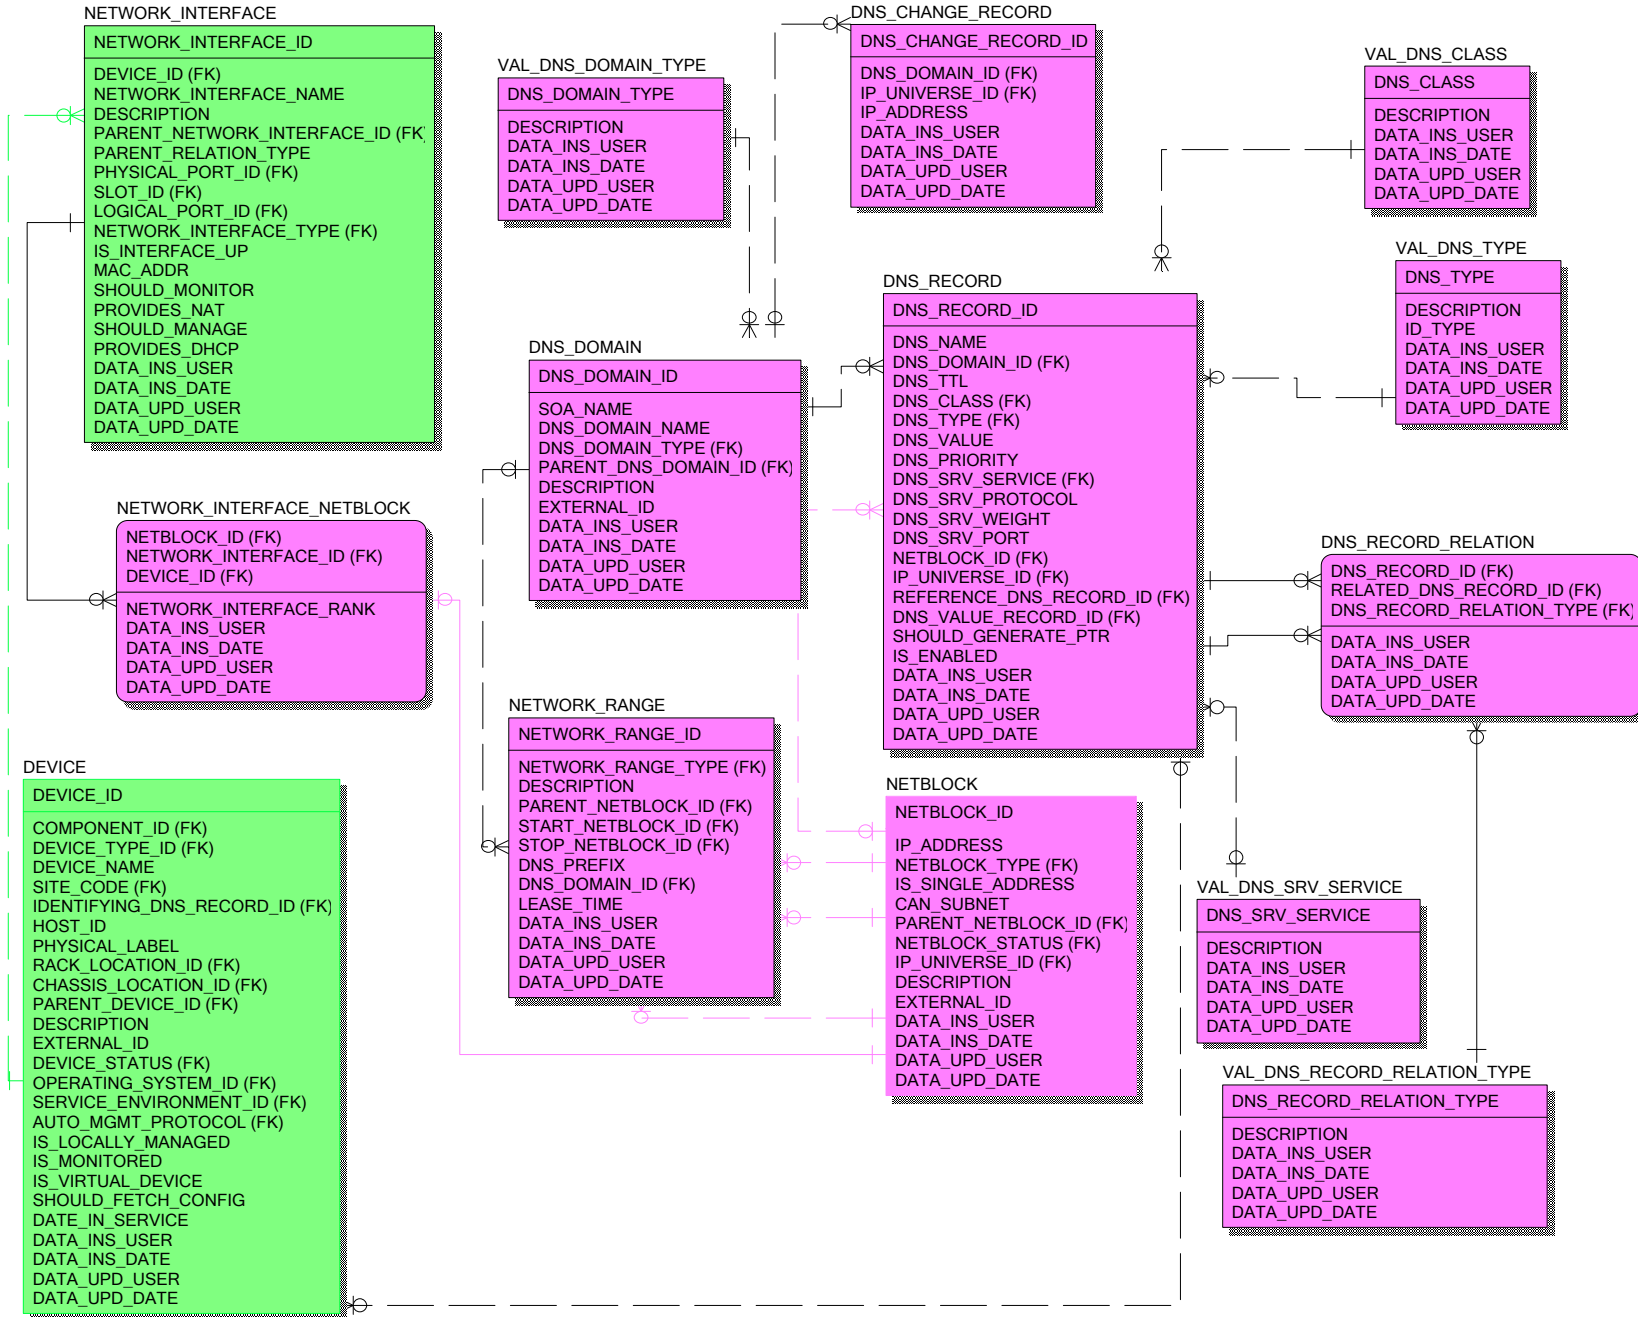 NETWORK_INTERFACE
NETWORK_INTERFACE_ID
DEVICE_ID (FK)
NETWORK_INTERFACE_NAME
DESCRIPTION
PARENT_NETWORK_INTERFACE_ID (FK)
PARENT_RELATION_TYPE
PHYSICAL_PORT_ID (FK)
SLOT_ID (FK)
LOGICAL_PORT_ID (FK)
NETWORK_INTERFACE_TYPE (FK)
IS_INTERFACE_UP
MAC_ADDR
SHOULD_MONITOR
PROVIDES_NAT
SHOULD_MANAGE
PROVIDES_DHCP
DATA_INS_USER
DATA_INS_DATE
DATA_UPD_USER
DATA_UPD_DATE
VAL_DNS_DOMAIN_TYPE
DNS_DOMAIN_TYPE
DESCRIPTION
DATA_INS_USER
DATA_INS_DATE
DATA_UPD_USER
DATA_UPD_DATE
DNS_CHANGE_RECORD
DNS_CHANGE_RECORD_ID
DNS_DOMAIN_ID (FK)
IP_UNIVERSE_ID (FK)
IP_ADDRESS
DATA_INS_USER
DATA_INS_DATE
DATA_UPD_USER
DATA_UPD_DATE
VAL_DNS_CLASS
DNS_CLASS
DESCRIPTION
DATA_INS_USER
DATA_INS_DATE
DATA_UPD_USER
DATA_UPD_DATE
VAL_DNS_TYPE
DNS_TYPE
DESCRIPTION
ID_TYPE
DATA_INS_USER
DATA_INS_DATE
DATA_UPD_USER
DATA_UPD_DATE
DNS_RECORD
DNS_RECORD_ID
DNS_NAME
DNS_DOMAIN_ID (FK)
DNS_TTL
DNS_CLASS (FK)
DNS_TYPE (FK)
DNS_VALUE
DNS_PRIORITY
DNS_SRV_SERVICE (FK)
DNS_SRV_PROTOCOL
DNS_SRV_WEIGHT
DNS_SRV_PORT
NETBLOCK_ID (FK)
IP_UNIVERSE_ID (FK)
REFERENCE_DNS_RECORD_ID (FK)
DNS_VALUE_RECORD_ID (FK)
SHOULD_GENERATE_PTR
IS_ENABLED
DATA_INS_USER
DATA_INS_DATE
DATA_UPD_USER
DATA_UPD_DATE
DNS_DOMAIN
DNS_DOMAIN_ID
SOA_NAME
DNS_DOMAIN_NAME
DNS_DOMAIN_TYPE (FK)
PARENT_DNS_DOMAIN_ID (FK)
DESCRIPTION
EXTERNAL_ID
DATA_INS_USER
DATA_INS_DATE
DATA_UPD_USER
DATA_UPD_DATE
NETWORK_INTERFACE_NETBLOCK
NETBLOCK_ID (FK)
NETWORK_INTERFACE_ID (FK)
DEVICE_ID (FK)
NETWORK_INTERFACE_RANK
DATA_INS_USER
DATA_INS_DATE
DATA_UPD_USER
DATA_UPD_DATE
DNS_RECORD_RELATION
DNS_RECORD_ID (FK)
RELATED_DNS_RECORD_ID (FK)
DNS_RECORD_RELATION_TYPE (FK)
DATA_INS_USER
DATA_INS_DATE
DATA_UPD_USER
DATA_UPD_DATE
NETWORK_RANGE
NETWORK_RANGE_ID
NETWORK_RANGE_TYPE (FK)
DESCRIPTION
PARENT_NETBLOCK_ID (FK)
START_NETBLOCK_ID (FK)
STOP_NETBLOCK_ID (FK)
DNS_PREFIX
DNS_DOMAIN_ID (FK)
LEASE_TIME
DATA_INS_USER
DATA_INS_DATE
DATA_UPD_USER
DATA_UPD_DATE
DEVICE
DEVICE_ID
COMPONENT_ID (FK)
DEVICE_TYPE_ID (FK)
DEVICE_NAME
SITE_CODE (FK)
IDENTIFYING_DNS_RECORD_ID (FK)
HOST_ID
PHYSICAL_LABEL
RACK_LOCATION_ID (FK)
CHASSIS_LOCATION_ID (FK)
PARENT_DEVICE_ID (FK)
DESCRIPTION
EXTERNAL_ID
DEVICE_STATUS (FK)
OPERATING_SYSTEM_ID (FK)
SERVICE_ENVIRONMENT_ID (FK)
AUTO_MGMT_PROTOCOL (FK)
IS_LOCALLY_MANAGED
IS_MONITORED
IS_VIRTUAL_DEVICE
SHOULD_FETCH_CONFIG
DATE_IN_SERVICE
DATA_INS_USER
DATA_INS_DATE
DATA_UPD_USER
DATA_UPD_DATE
NETBLOCK
NETBLOCK_ID
IP_ADDRESS
NETBLOCK_TYPE (FK)
IS_SINGLE_ADDRESS
CAN_SUBNET
PARENT_NETBLOCK_ID (FK)
NETBLOCK_STATUS (FK)
IP_UNIVERSE_ID (FK)
DESCRIPTION
EXTERNAL_ID
DATA_INS_USER
DATA_INS_DATE
DATA_UPD_USER
DATA_UPD_DATE
VAL_DNS_SRV_SERVICE
DNS_SRV_SERVICE
DESCRIPTION
DATA_INS_USER
DATA_INS_DATE
DATA_UPD_USER
DATA_UPD_DATE
VAL_DNS_RECORD_RELATION_TYPE
DNS_RECORD_RELATION_TYPE
DESCRIPTION
DATA_INS_USER
DATA_INS_DATE
DATA_UPD_USER
DATA_UPD_DATE